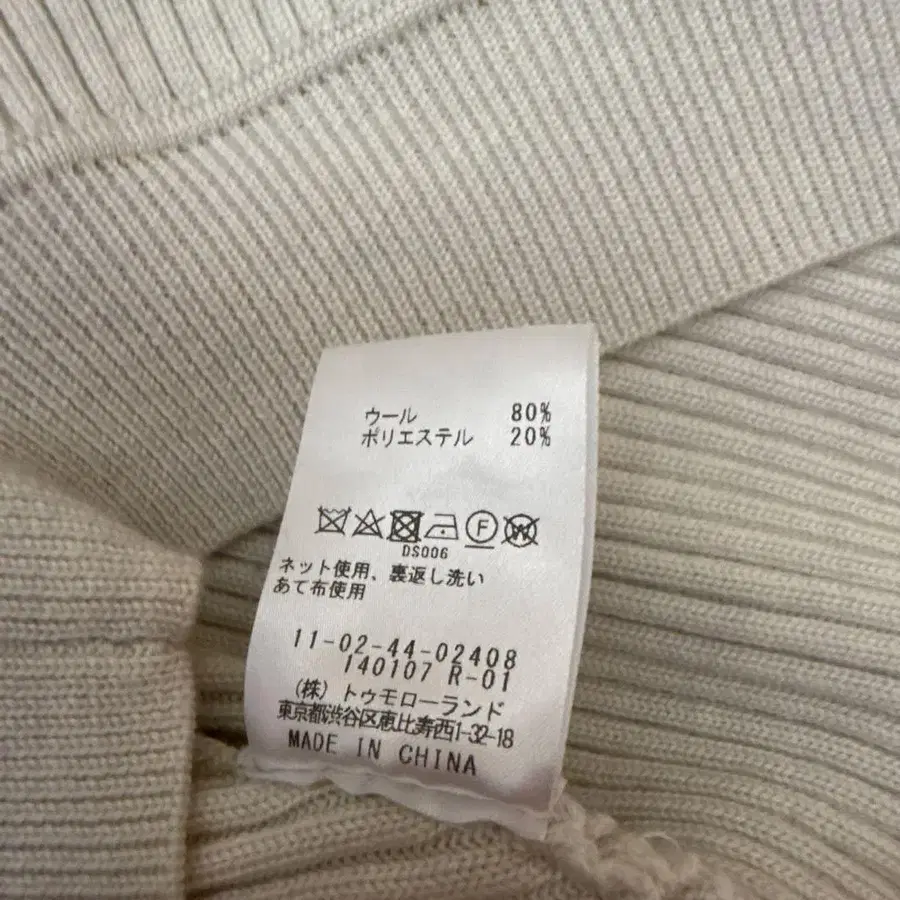 ウール 80%
ポリエステル 20%
F W
DS006
ネット使用、裏返し洗い
あて布使用
11-02-44-02408
140107 R-01
(株) トゥモローランド
東京都渋谷区恵比寿西1-32-18
MADE IN CHINA